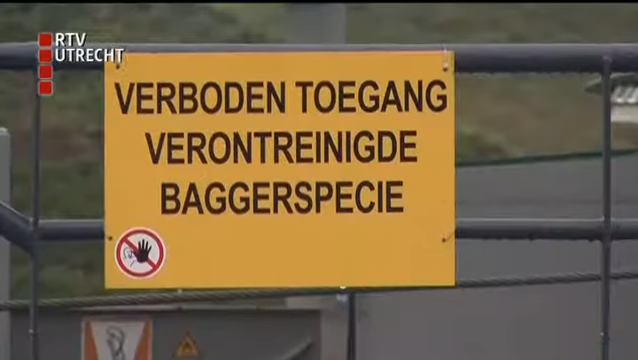 RTV
UTRECHT
VERBODEN TOEGANG
VERONTREINIGDE
BAGGERSPECIE